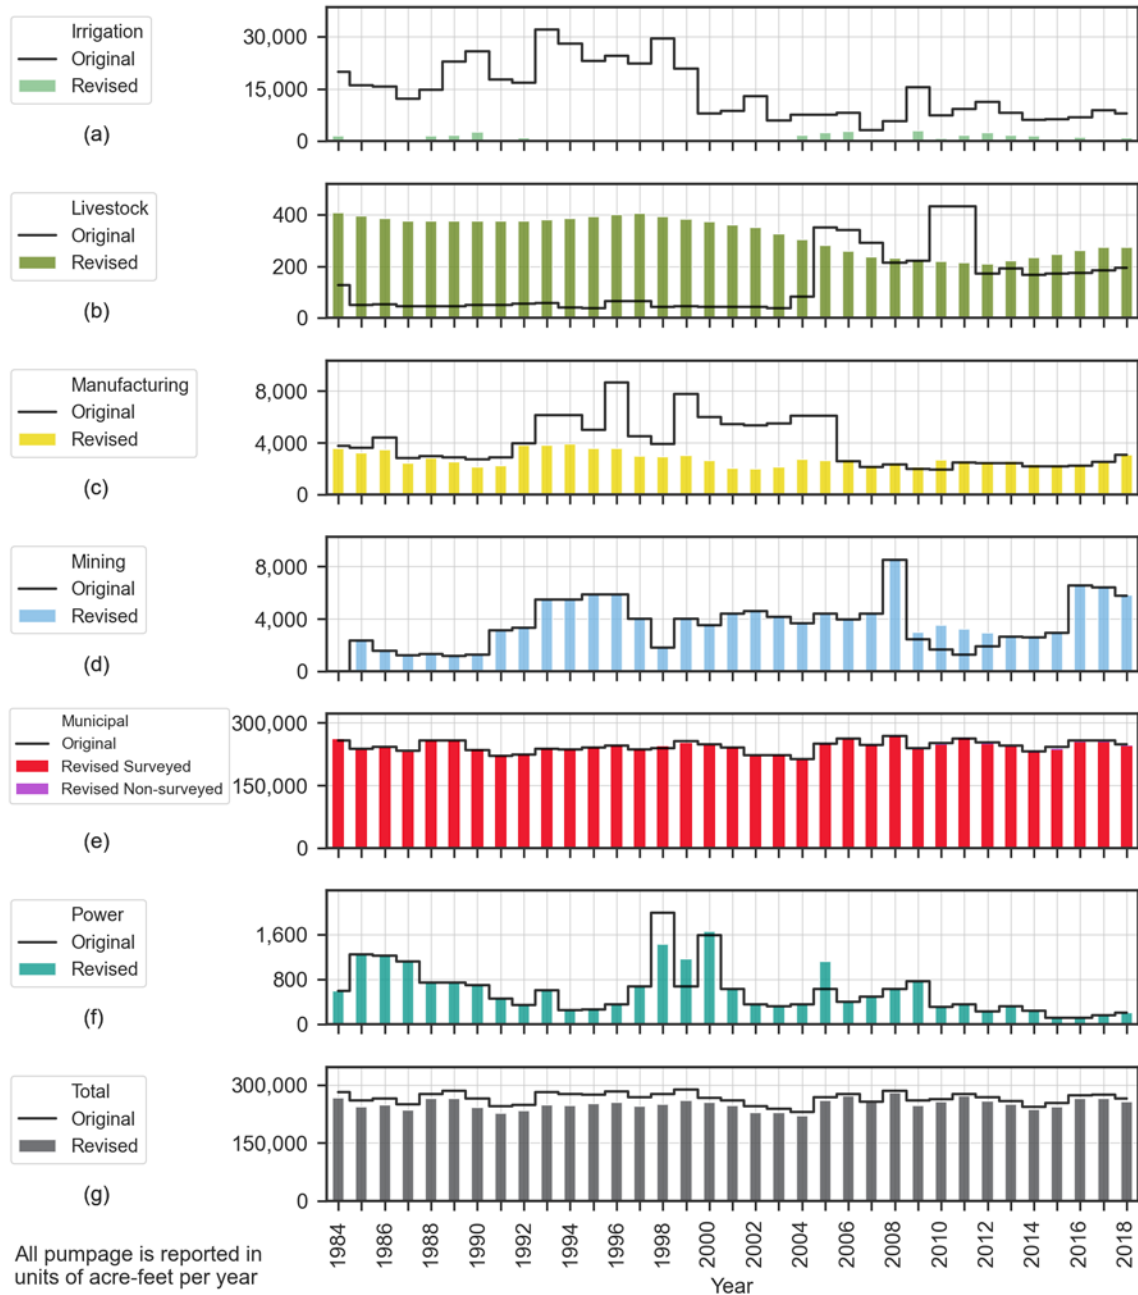 Irrigation
Original
Revised
(a)
30,000
15,000
0
Livestock
Original
Revised
(b)
400
200
0
Manufacturing
Original
Revised
(c)
8,000
4,000
0
Mining
Original
Revised
(d)
8,000
4,000
0
Municipal
Original
Revised Surveyed
Revised Non-surveyed
(e)
300,000
150,000
0
Power
Original
Revised
(f)
1,600
800
0
Total
Original
Revised
(g)
300,000
150,000
0
1984
1986
1988
1990
1992
1994
1996
1998
2000
2002
2004
2006
2008
2010
2012
2014
2016
2018
Year
All pumpage is reported in
units of acre-feet per year